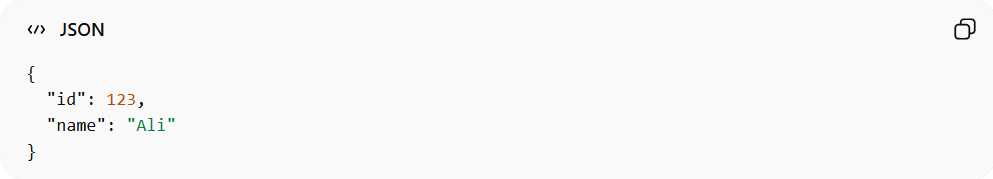 JSON
{
  "id": 123,
  "name": "Ali"
}